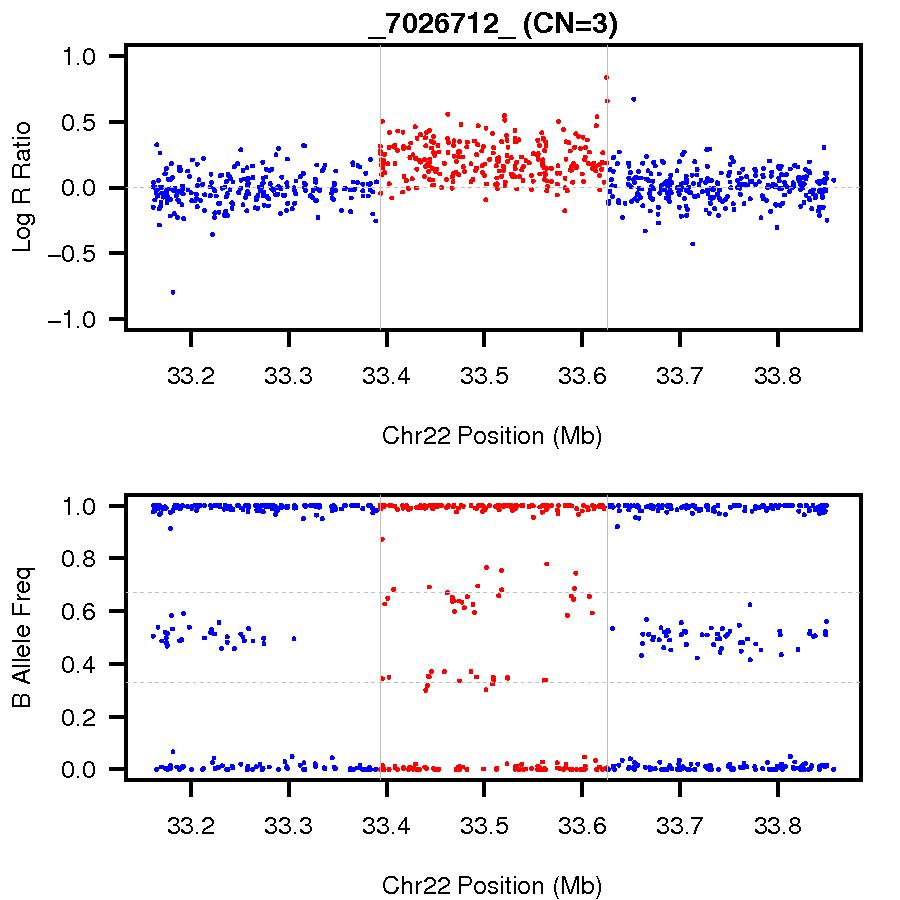 _7026712_ (CN=3)
1.0
0.5
0.0
−0.5
−1.0
Log R Ratio
33.2 33.3 33.4 33.5 33.6 33.7 33.8
Chr22 Position (Mb)
1.0
0.8
0.6
0.4
0.2
0.0
B Allele Freq
33.2 33.3 33.4 33.5 33.6 33.7 33.8
Chr22 Position (Mb)